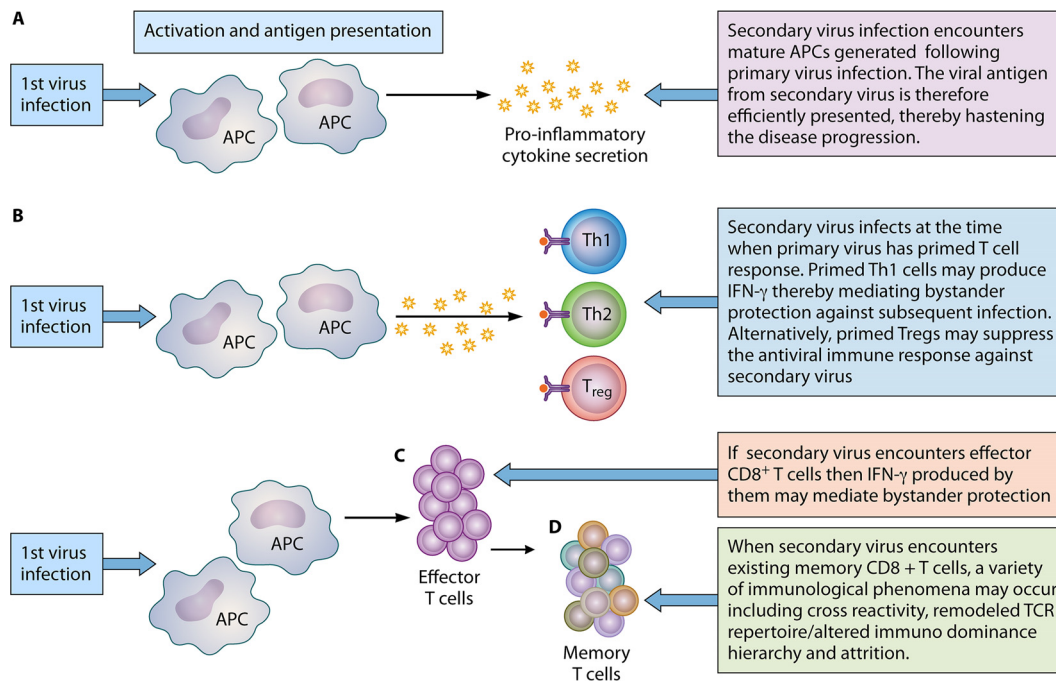 A
Activation and antigen presentation
1st virus
infection
APC
APC
Pro-inflammatory
cytokine secretion
Secondary virus infection encounters
mature APCs generated following
primary virus infection. The viral antigen
from secondary virus is therefore
efficiently presented, thereby hastening
the disease progression.
B
1st virus
infection
APC
APC
Th1
Th2
Treg
Secondary virus infects at the time
when primary virus has primed T cell
response. Primed Th1 cells may produce
IFN-γ thereby mediating bystander
protection against subsequent infection.
Alternatively, primed Tregs may suppress
the antiviral immune response against
secondary virus
1st virus
infection
APC
APC
C
Effector
T cells
If secondary virus encounters effector
CD8+ T cells then IFN-γ produced by
them may mediate bystander protection
D
Memory
T cells
When secondary virus encounters
existing memory CD8 + T cells, a variety
of immunological phenomena may occur
including cross reactivity, remodeled TCR
repertoire/altered immuno dominance
hierarchy and attrition.